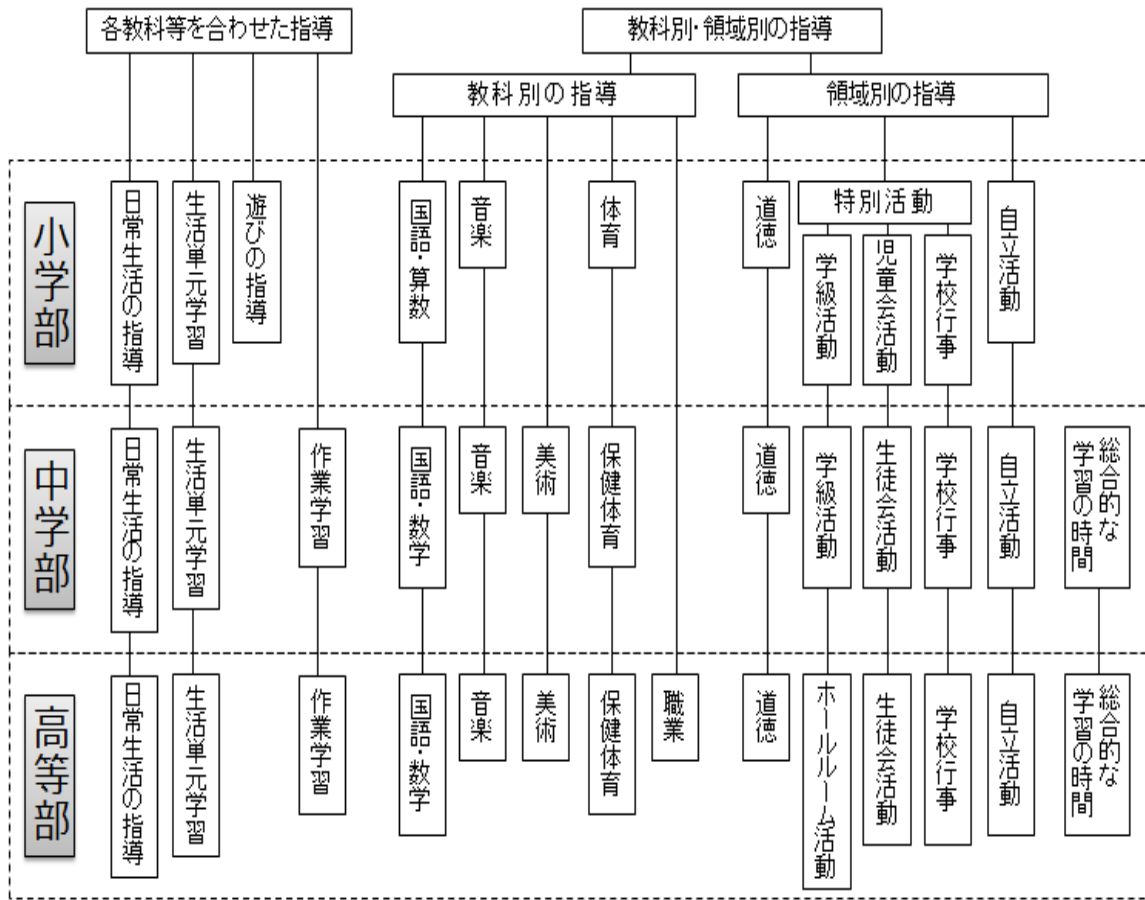 各教科等を合わせた指導
教科別・領域別の指導
教科別の指導
領域別の指導
小学部
日常生活の指導
生活単元学習
遊びの指導
国語・算数
音楽
体育
道徳
特別活動
学級活動
児童会活動
学校行事
自立活動
中学部
日常生活の指導
生活単元学習
作業学習
国語・数学
音楽
美術
保健体育
道徳
学級活動
生徒会活動
学校行事
自立活動
総合的な
学習の時間
高等部
日常生活の指導
生活単元学習
作業学習
国語・数学
音楽
美術
保健体育
職業
道徳
ホールルーム活動
生徒会活動
学校行事
自立活動
総合的な
学習の時間